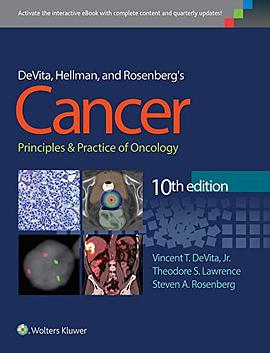 Activate the interactive eBook with complete content and quarterly updates!
DeVita, Hellman, and Rosenberg's
Cancer
Principles & Practice of Oncology
10th edition
Vincent T. DeVita, Jr.
Theodore S. Lawrence
Steven A. Rosenberg
Wolters Kluwer